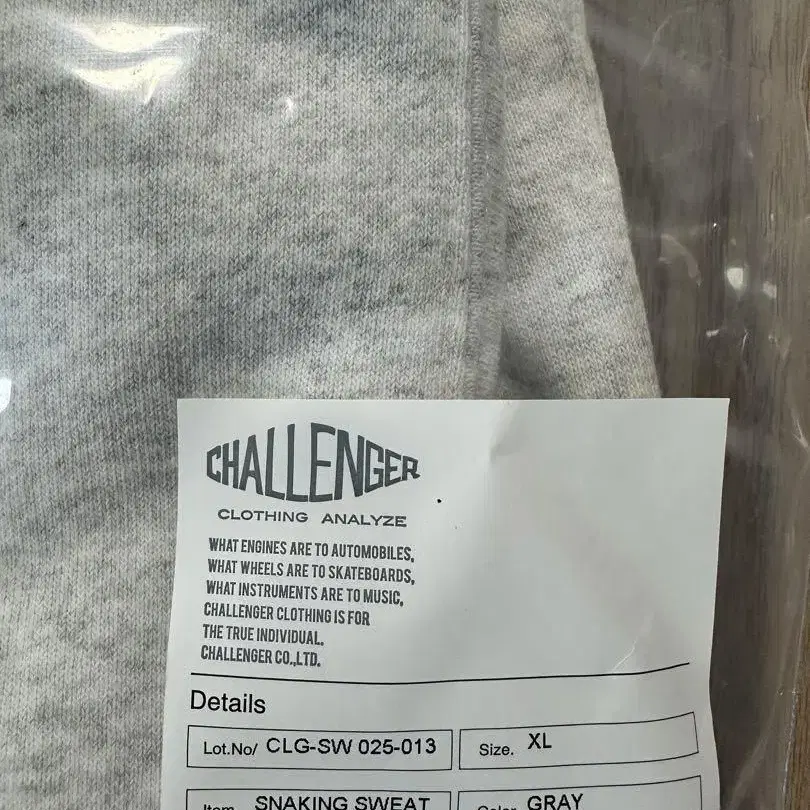 CHALLENGER
CLOTHING ANALYZE
WHAT ENGINES ARE TO AUTOMOBILES,
WHAT WHEELS ARE TO SKATEBOARDS,
WHAT INSTRUMENTS ARE TO MUSIC,
CHALLENGER CLOTHING IS FOR
THE TRUE INDIVIDUAL.
CHALLENGER CO.,LTD.
Details
Lot.No/ CLG-SW 025-013 Size. XL
Item SNAKING SWEAT Color GRAY